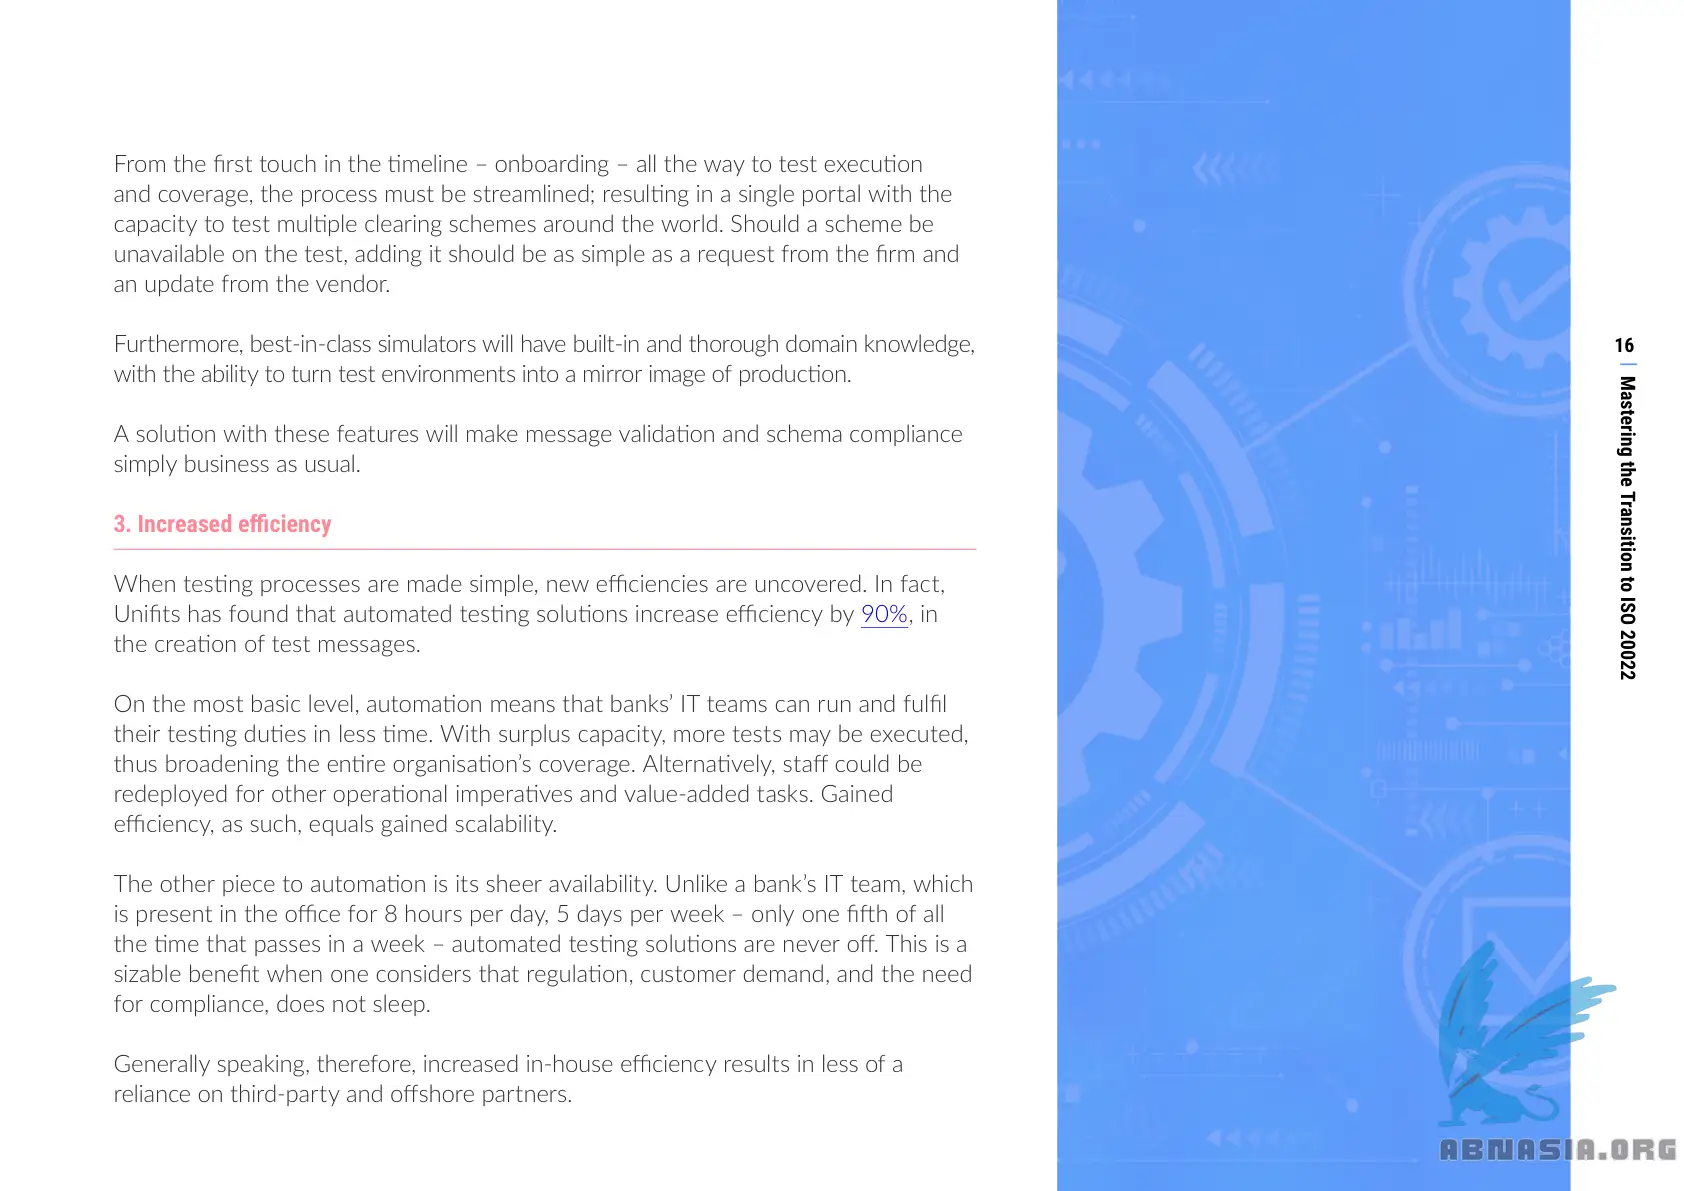 From the first touch in the timeline – onboarding – all the way to test execution
and coverage, the process must be streamlined; resulting in a single portal with the
capacity to test multiple clearing schemes around the world. Should a scheme be
unavailable on the test, adding it should be as simple as a request from the firm and
an update from the vendor.
Furthermore, best-in-class simulators will have built-in and thorough domain knowledge,
with the ability to turn test environments into a mirror image of production.
A solution with these features will make message validation and schema compliance
simply business as usual.
3. Increased efficiency
When testing processes are made simple, new efficiencies are uncovered. In fact,
Unifits has found that automated testing solutions increase efficiency by 90%, in
the creation of test messages.
On the most basic level, automation means that banks’ IT teams can run and fulfil
their testing duties in less time. With surplus capacity, more tests may be executed,
thus broadening the entire organisation’s coverage. Alternatively, staff could be
redeployed for other operational imperatives and value-added tasks. Gained
efficiency, as such, equals gained scalability.
The other piece to automation is its sheer availability. Unlike a bank’s IT team, which
is present in the office for 8 hours per day, 5 days per week – only one fifth of all
the time that passes in a week – automated testing solutions are never off. This is a
sizable benefit when one considers that regulation, customer demand, and the need
for compliance, does not sleep.
Generally speaking, therefore, increased in-house efficiency results in less of a
reliance on third-party and offshore partners.
16 | Mastering the Transition to ISO 20022
ABNASIA.ORG